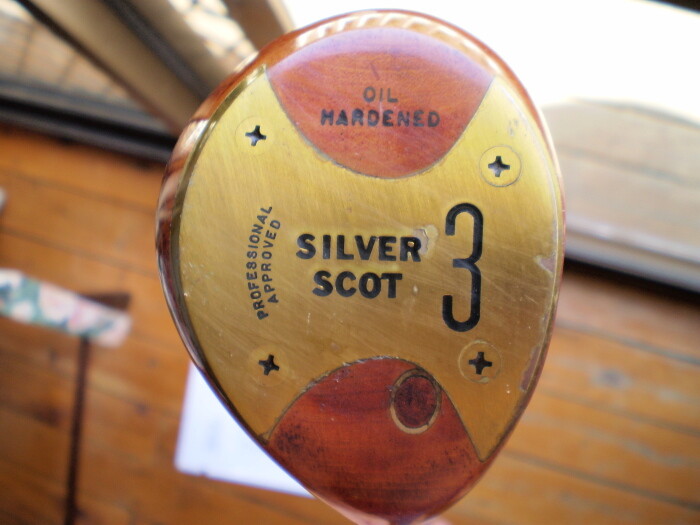 OIL
HARDENED
PROFESSIONAL
APPROVED
SILVER
SCOT
3